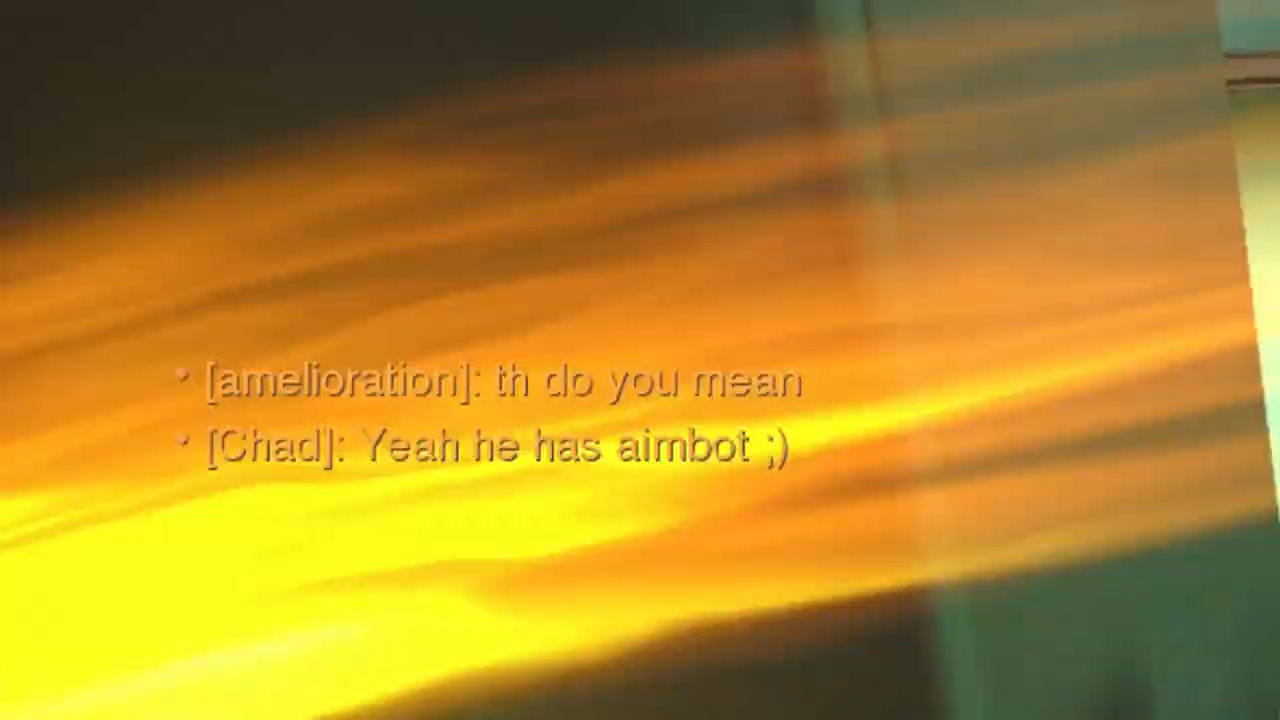 • [amelioration]: th do you mean
• [Chad]: Yeah he has aimbot ;)